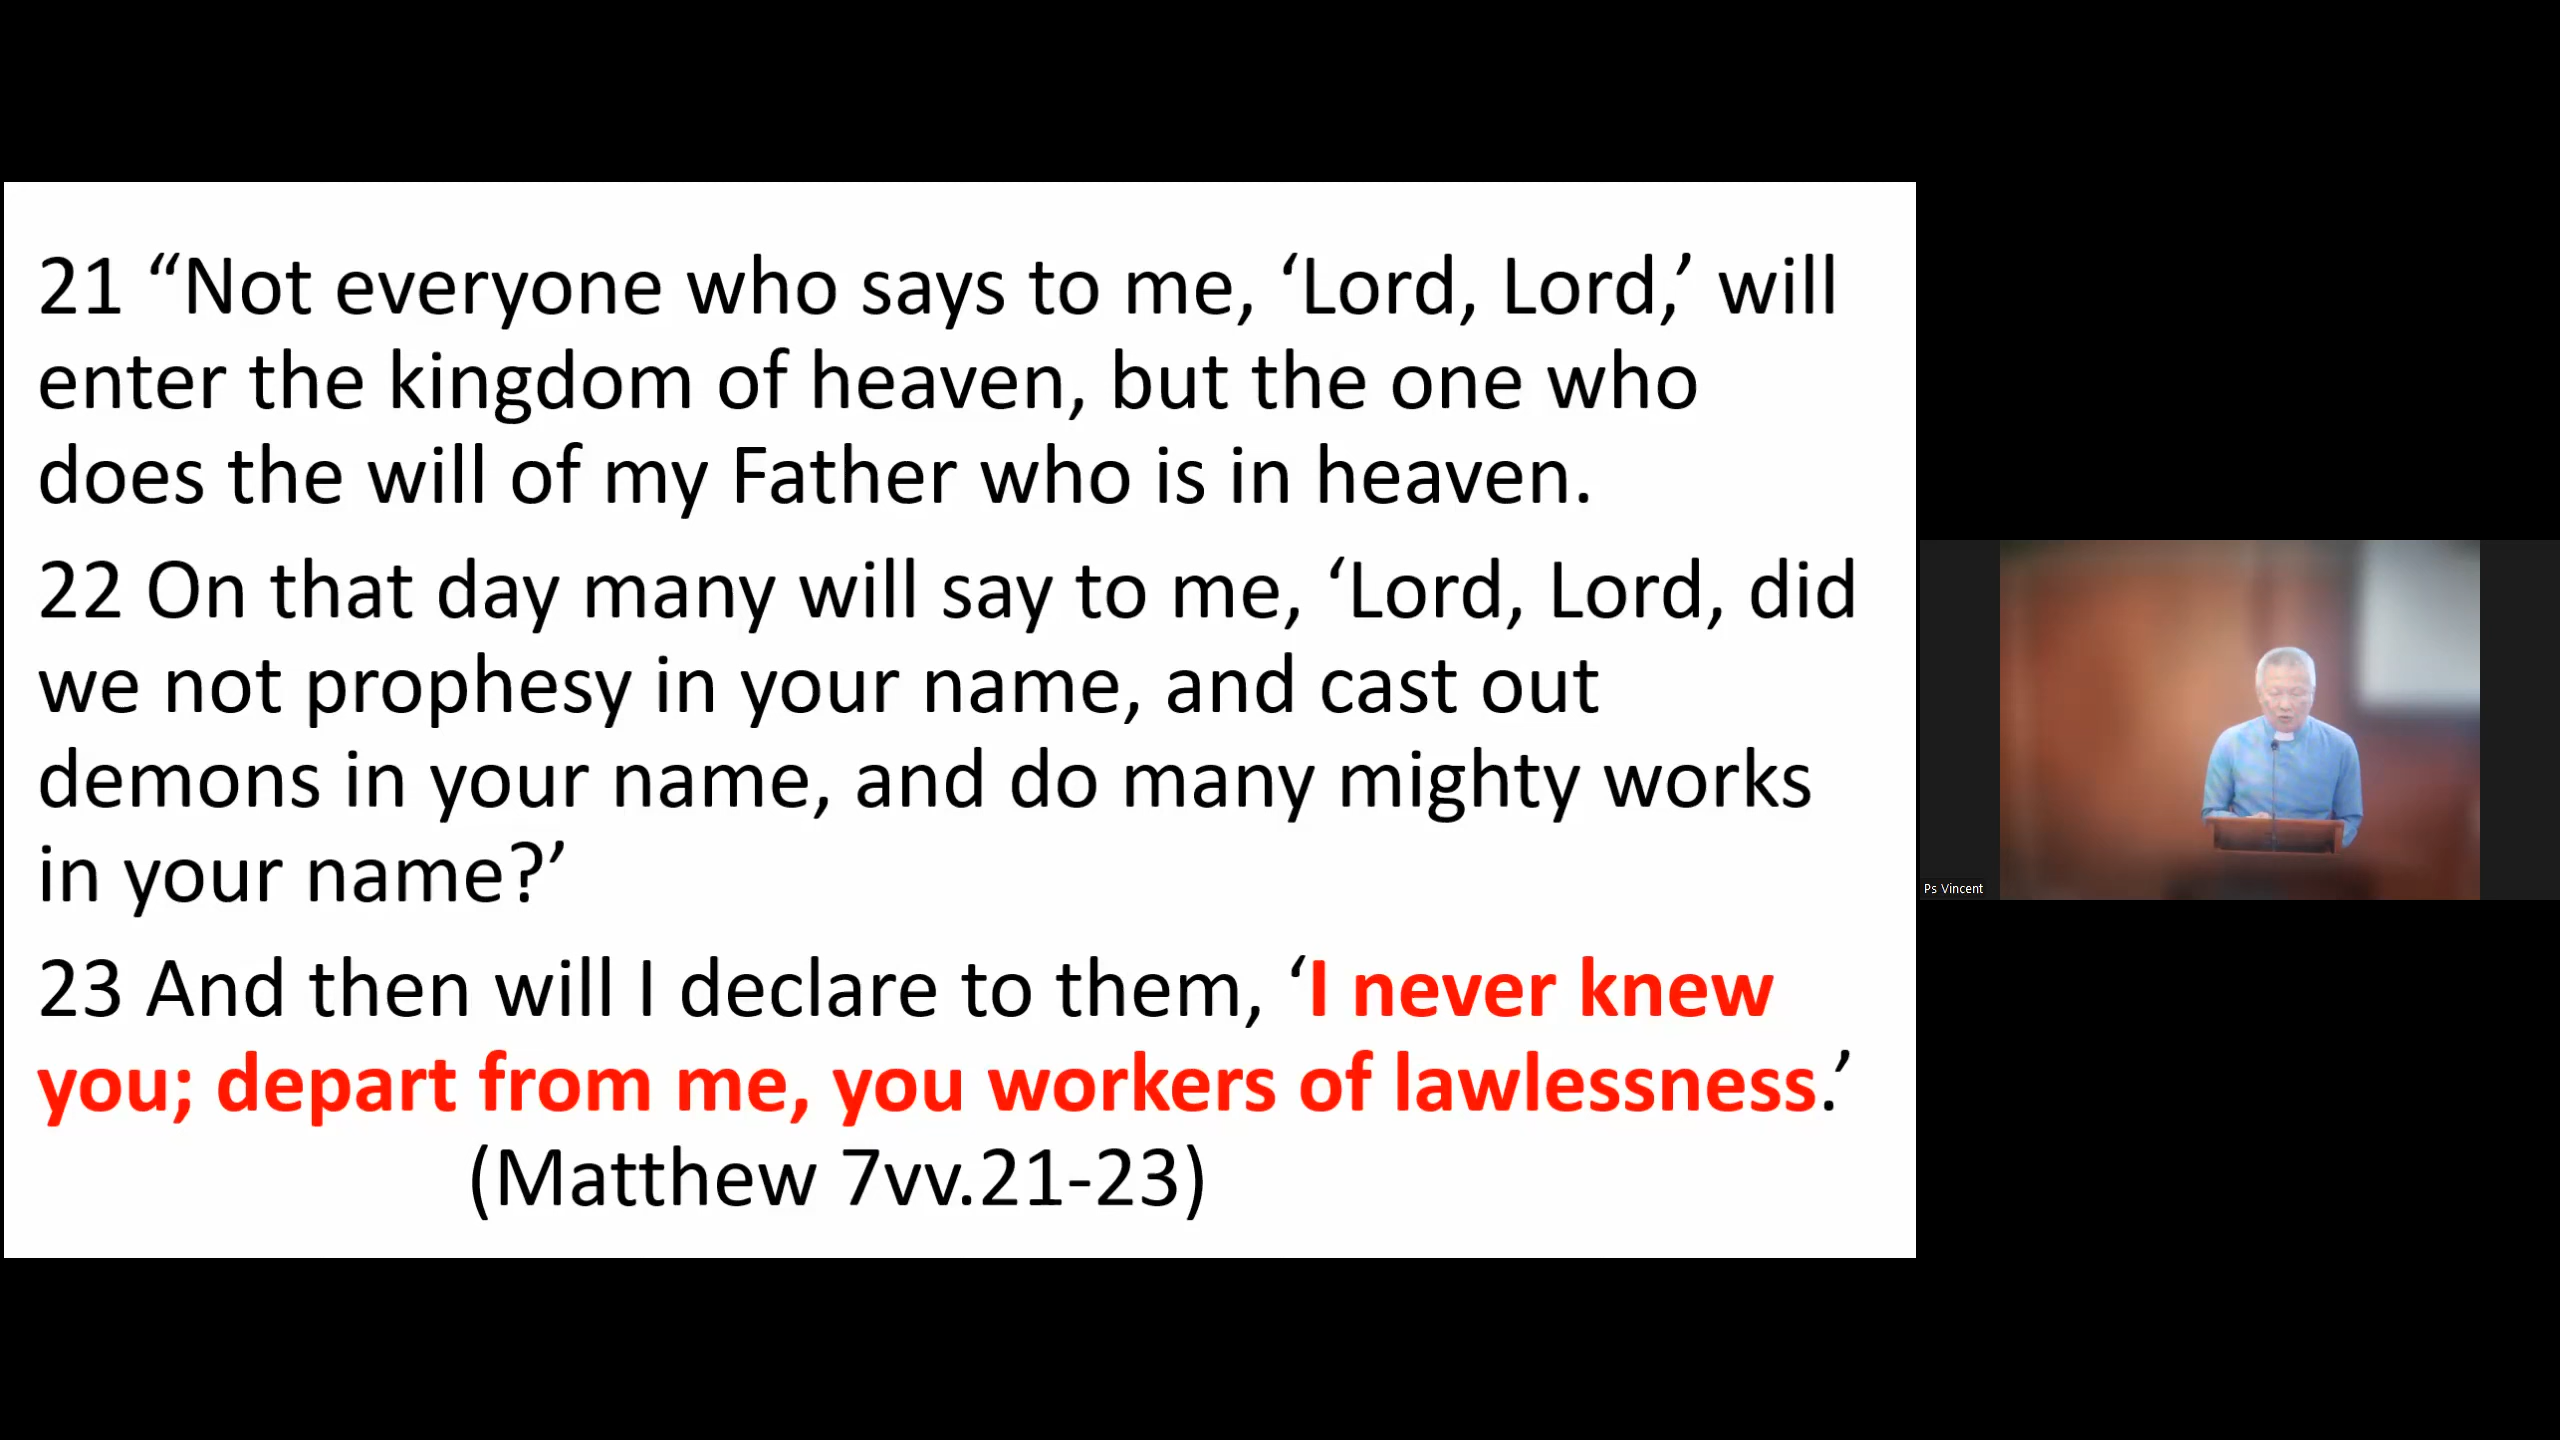 21 “Not everyone who says to me, ‘Lord, Lord,’ will
enter the kingdom of heaven, but the one who
does the will of my Father who is in heaven.
22 On that day many will say to me, ‘Lord, Lord, did
we not prophesy in your name, and cast out
demons in your name, and do many mighty works
in your name?’
23 And then will I declare to them, ‘I never knew
you; depart from me, you workers of lawlessness.’
(Matthew 7vv.21-23)
Ps Vincent